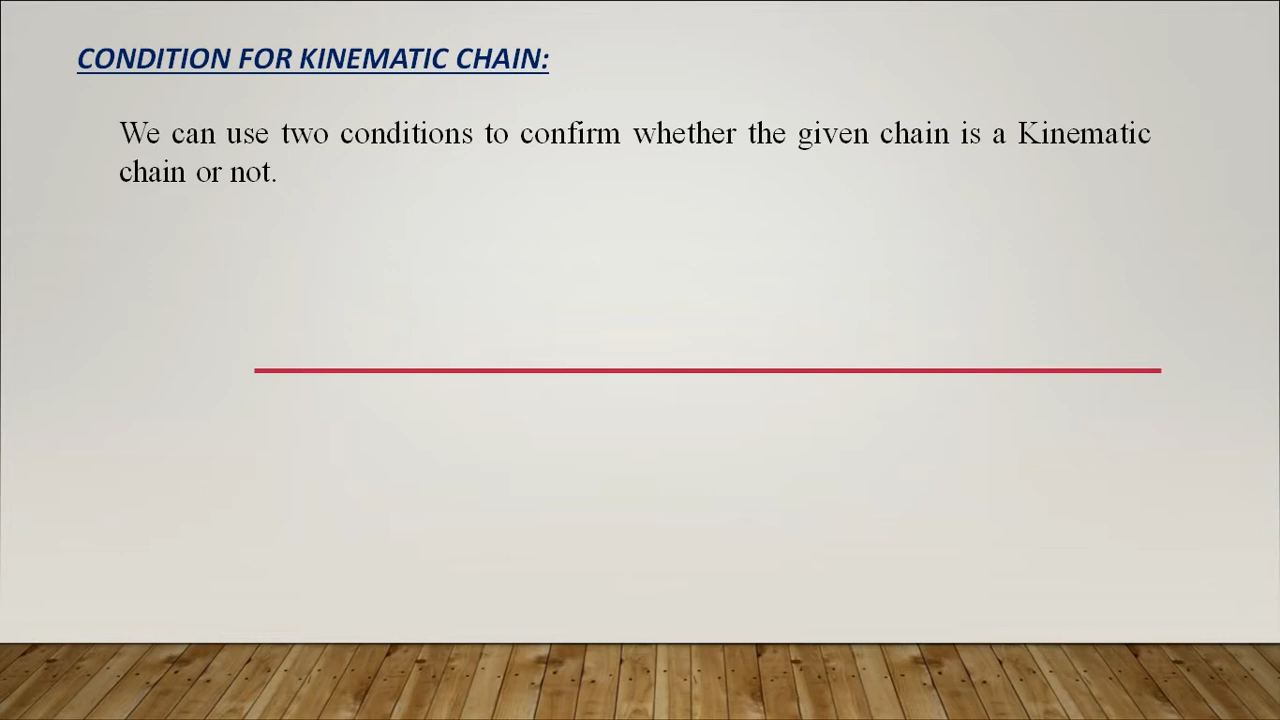 CONDITION FOR KINEMATIC CHAIN:
We can use two conditions to confirm whether the given chain is a Kinematic
chain or not.